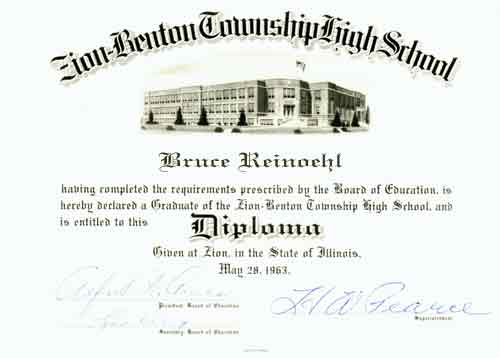 Zion-Benton Township High School
Bruce Reinoehl
having completed the requirements prescribed by the Board of Education, is
hereby declared a Graduate of the Zion-Benton Township High School, and
is entitled to this Diploma
Given at Zion, in the State of Illinois,
May 28, 1963.
President Board of Education
H W Pearce
Superintendent
Secretary Board of Education